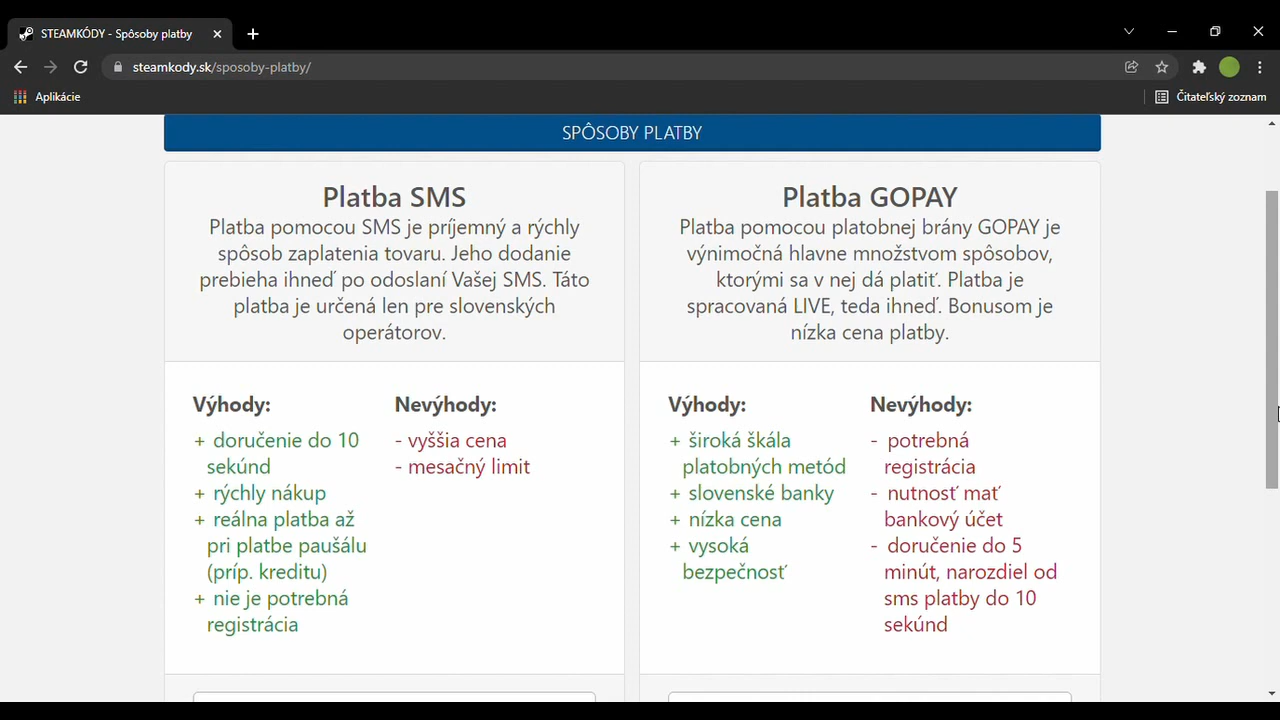 STEAMKÓDY - Spôsoby platby
steamkody.sk/sposoby-platby/
Aplikácie
Čitateľský zoznam
SPÔSOBY PLATBY
Platba SMS
Platba pomocou SMS je príjemný a rýchly
spôsob zaplatenia tovaru. Jeho dodanie
prebieha ihneď po odoslaní Vašej SMS. Táto
platba je určená len pre slovenských
operátorov.
Výhody:
+ doručenie do 10
sekúnd
+ rýchly nákup
+ reálna platba až
pri platbe paušálu
(príp. kreditu)
+ nie je potrebná
registrácia
Nevýhody:
- vyššia cena
- mesačný limit
Platba GOPAY
Platba pomocou platobnej brány GOPAY je
výnimočná hlavne množstvom spôsobov,
ktorými sa v nej dá platiť. Platba je
spracovaná LIVE, teda ihneď. Bonusom je
nízka cena platby.
Výhody:
+ široká škála
platobných metód
+ slovenské banky
+ nízka cena
+ vysoká
bezpečnosť
Nevýhody:
- potrebná
registrácia
- nutnosť mať
bankový účet
- doručenie do 5
minút, narozdiel od
sms platby do 10
sekúnd